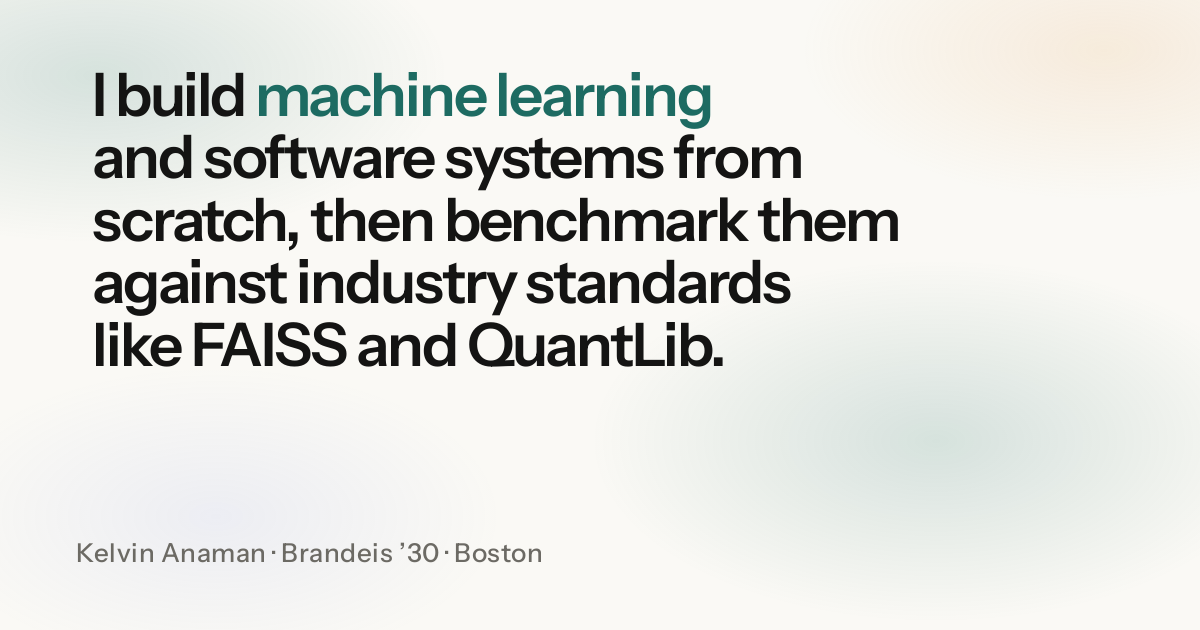 I build machine learning
and software systems from
scratch, then benchmark them
against industry standards
like FAISS and QuantLib.
Kelvin Anaman · Brandeis ’30 · Boston